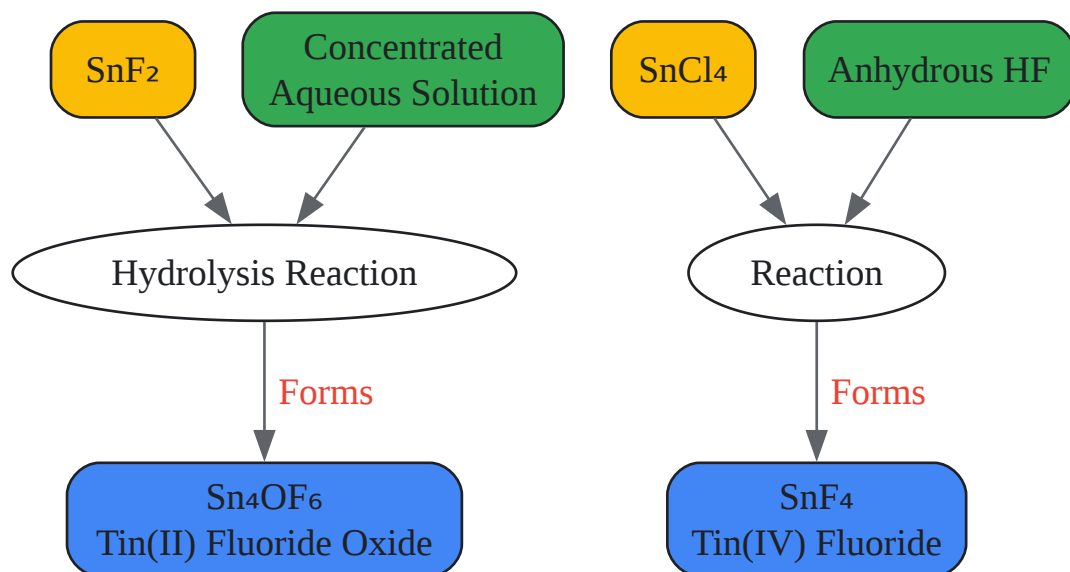 SnF₂
Concentrated
Aqueous Solution
Hydrolysis Reaction
Forms
Sn₄OF₆
Tin(II) Fluoride Oxide
SnCl₄
Anhydrous HF
Reaction
Forms
SnF₄
Tin(IV) Fluoride